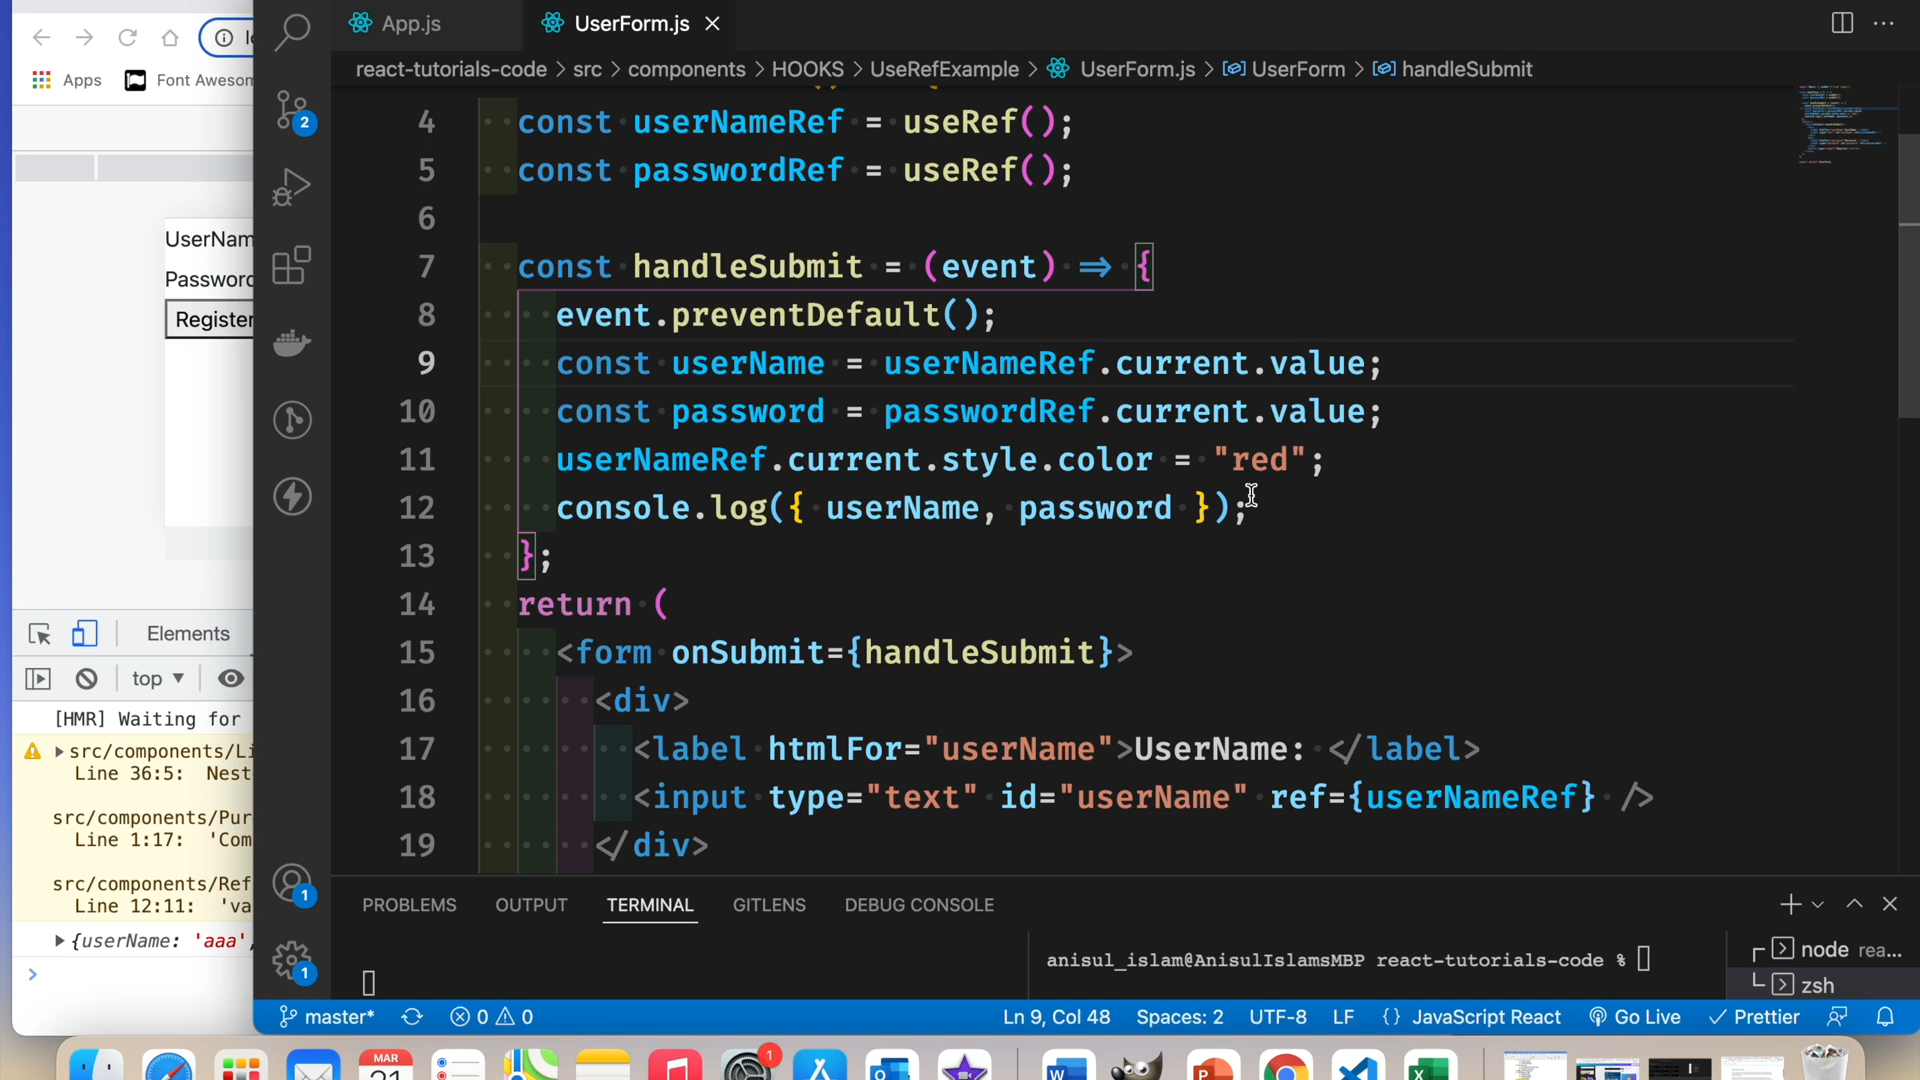 App.js
UserForm.js
react-tutorials-code > src > components > HOOKS > UseRefExample > UserForm.js > UserForm > handleSubmit
Apps
Font Awesom
2
4 const userNameRef = useRef();
5 const passwordRef = useRef();
6
7 const handleSubmit = (event) => {
8 event.preventDefault();
9 const userName = userNameRef.current.value;
10 const password = passwordRef.current.value;
11 userNameRef.current.style.color = "red";
12 console.log({ userName, password });
13 };
14 return (
15 <form onSubmit={handleSubmit}>
16 <div>
17 <label htmlFor="userName">UserName: </label>
18 <input type="text" id="userName" ref={userNameRef} />
19 </div>
UserNam
Password
Register
Elements
top ▼
[HMR] Waiting for
src/components/Li
Line 36:5: Nest
src/components/Pur
Line 1:17: 'Com
src/components/Ref
Line 12:11: 'va
{userName: 'aaa',
>
1
1
PROBLEMS OUTPUT TERMINAL GITLENS DEBUG CONSOLE
anisul_islam@AnisulIslamsMBP react-tutorials-code %
node rea...
zsh
master* 0 0 Ln 9, Col 48 Spaces: 2 UTF-8 LF {} JavaScript React Go Live Prettier
MAR
21
1